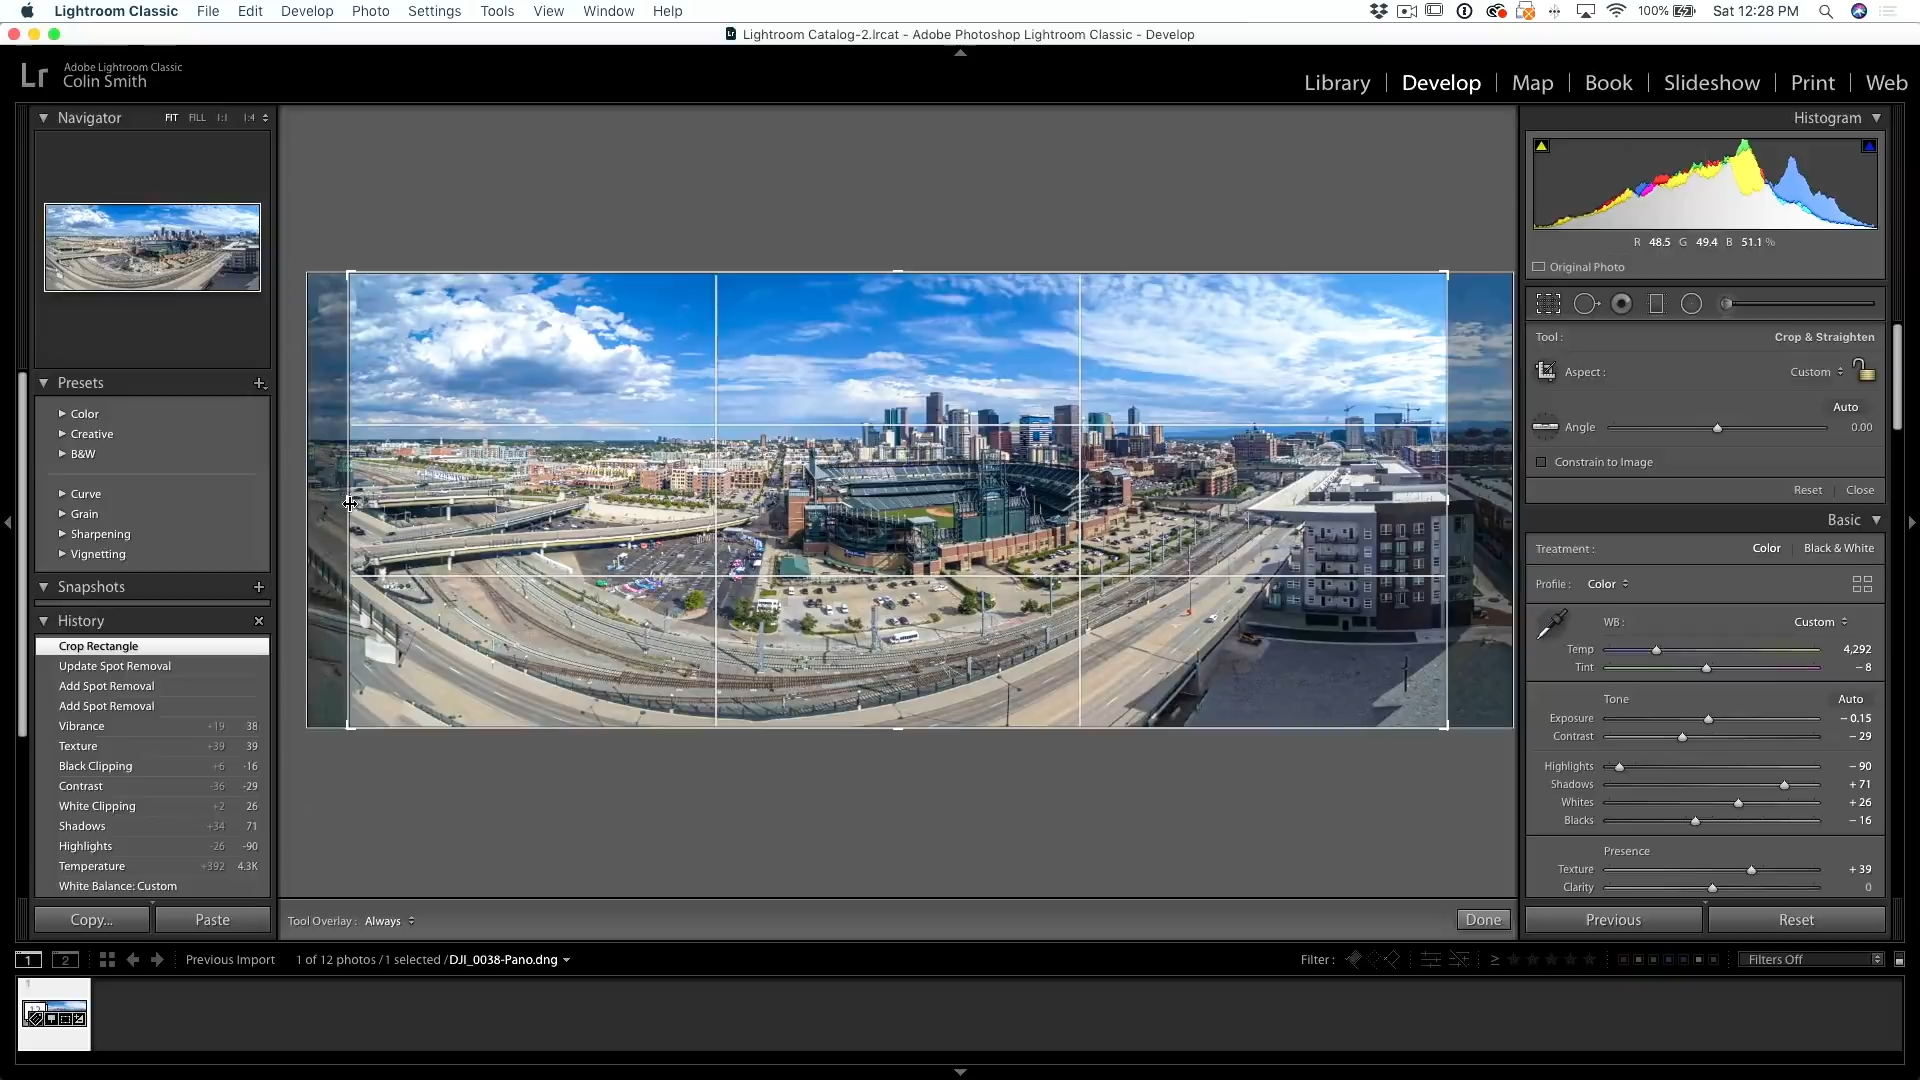 Lightroom Classic File Edit Develop Photo Settings Tools View Window Help 100% Sat 12:28 PM
Lightroom Catalog-2.lrcat - Adobe Photoshop Lightroom Classic - Develop
Lr Adobe Lightroom Classic
Colin Smith
Library Develop Map Book Slideshow Print Web
Navigator FIT FILL 1:1 1:4
Presets
Color
Creative
B&W
Curve
Grain
Sharpening
Vignetting
Snapshots
History
Crop Rectangle
Update Spot Removal
Add Spot Removal
Add Spot Removal
Vibrance +19 38
Texture +39 39
Black Clipping +6 -16
Contrast -36 -29
White Clipping +2 26
Shadows +34 71
Highlights -26 -90
Temperature +392 4.3K
White Balance: Custom
Copy... Paste
Tool Overlay : Always Done
Histogram
R 48.5 G 49.4 B 51.1 %
Original Photo
Tool : Crop & Straighten
Aspect : Custom
Auto
Angle 0.00
Constrain to Image
Reset Close
Basic
Treatment : Color Black & White
Profile : Color
WB : Custom
Temp 4,292
Tint - 8
Tone Auto
Exposure - 0.15
Contrast - 29
Highlights - 90
Shadows + 71
Whites + 26
Blacks - 16
Presence
Texture + 39
Clarity 0
Previous Reset
1 2 Previous Import 1 of 12 photos / 1 selected / DJI_0038-Pano.dng Filter : ≥ Filters Off
1